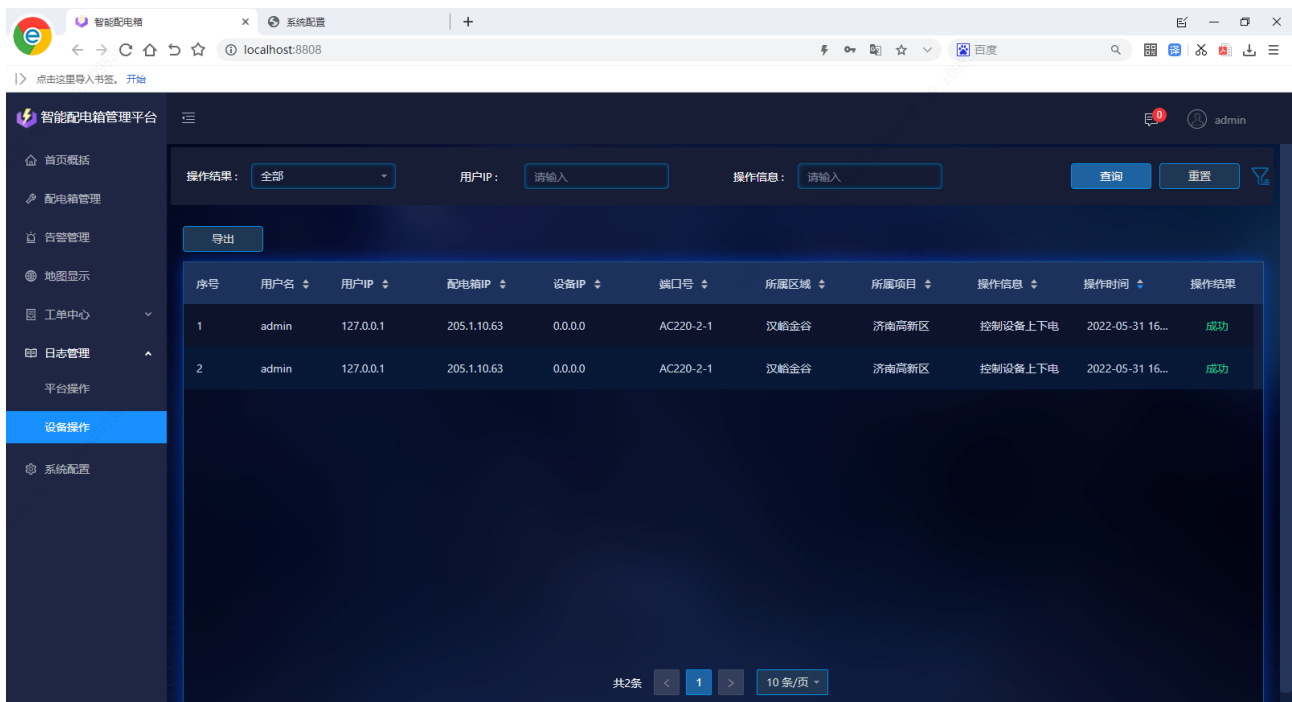 智能配电箱 系统配置
localhost:8808 百度
点击这里导入书签。 开始
智能配电箱管理平台 0 admin
首页概括
配电箱管理
告警管理
地图显示
工单中心
日志管理
平台操作
设备操作
系统配置
操作结果： 全部 用户IP： 请输入 操作信息： 请输入 查询 重置
导出
序号 用户名 用户IP 配电箱IP 设备IP 端口号 所属区域 所属项目 操作信息 操作时间 操作结果
1 admin 127.0.0.1 205.1.10.63 0.0.0.0 AC220-2-1 汉峪金谷 济南高新区 控制设备上下电 2022-05-31 16... 成功
2 admin 127.0.0.1 205.1.10.63 0.0.0.0 AC220-2-1 汉峪金谷 济南高新区 控制设备上下电 2022-05-31 16... 成功
共2条 < 1 > 10 条/页